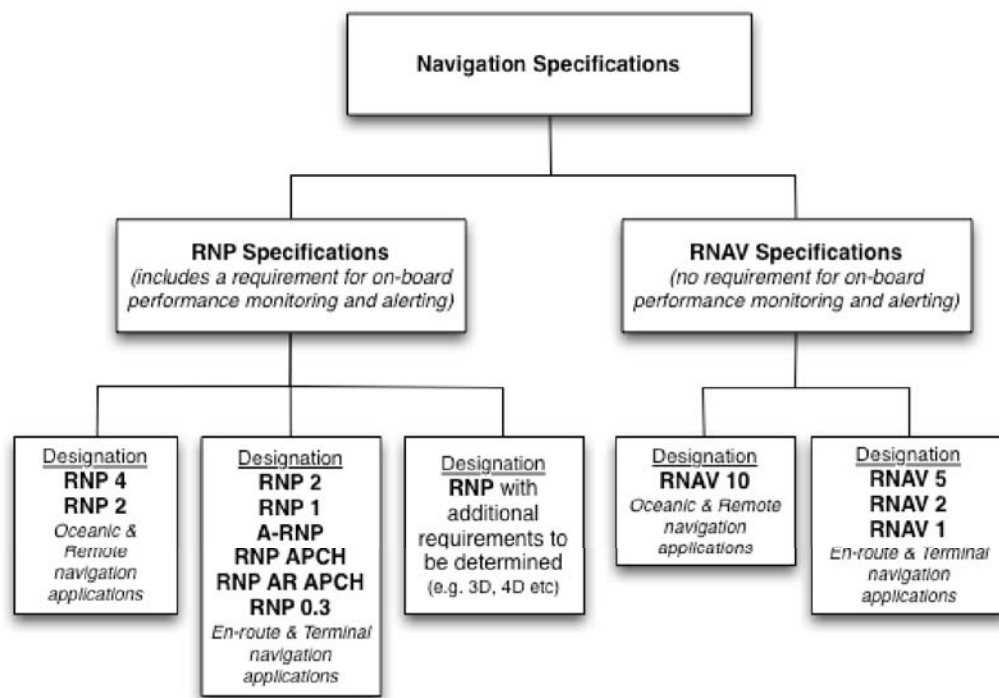 Navigation Specifications
RNP Specifications
(includes a requirement for on-board
performance monitoring and alerting)
RNAV Specifications
(no requirement for on-board
performance monitoring and alerting)
Designation
RNP 4
RNP 2
Oceanic &
Remote
navigation
applications
Designation
RNP 2
RNP 1
A-RNP
RNP APCH
RNP AR APCH
RNP 0.3
En-route & Terminal
navigation
applications
Designation
RNP with
additional
requirements to
be determined
(e.g. 3D, 4D etc)
Designation
RNAV 10
Oceanic & Remote
navigation
applications
Designation
RNAV 5
RNAV 2
RNAV 1
En-route & Terminal
navigation
applications